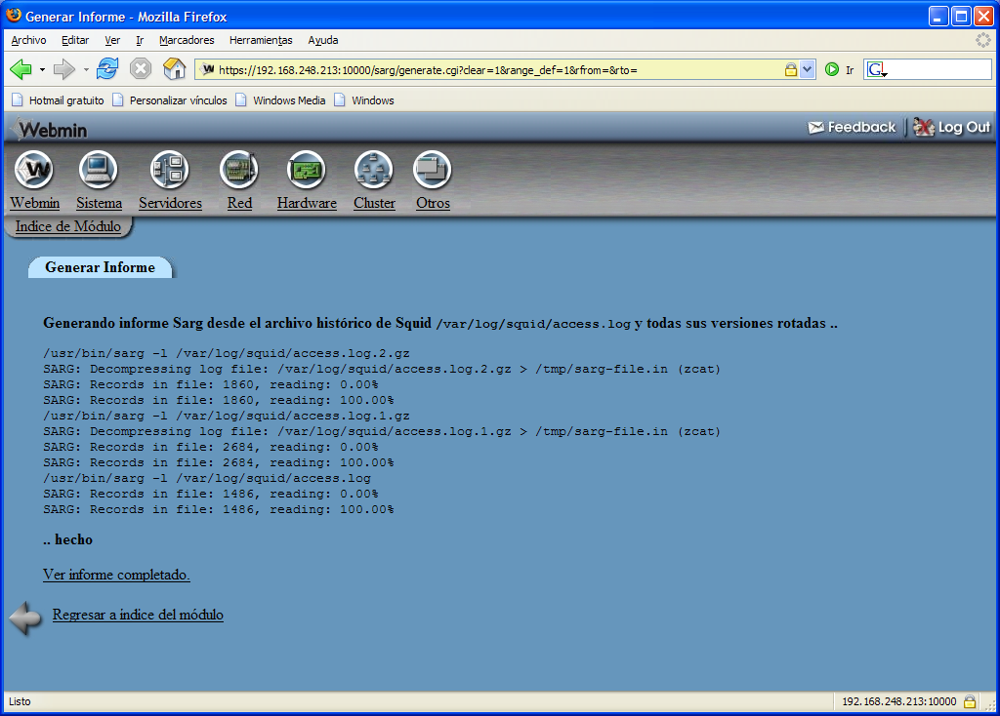 Generar Informe - Mozilla Firefox
Archivo Editar Ver Ir Marcadores Herramientas Ayuda
https://192.168.248.213:10000/sarg/generate.cgi?clear=1&range_def=1&rfrom=&rto= Ir G
Hotmail gratuito Personalizar vínculos Windows Media Windows
Webmin Feedback Log Out
Webmin Sistema Servidores Red Hardware Cluster Otros
Indice de Módulo
Generar Informe
Generando informe Sarg desde el archivo histórico de Squid /var/log/squid/access.log y todas sus versiones rotadas ..
/usr/bin/sarg -l /var/log/squid/access.log.2.gz
SARG: Decompressing log file: /var/log/squid/access.log.2.gz > /tmp/sarg-file.in (zcat)
SARG: Records in file: 1860, reading: 0.00%
SARG: Records in file: 1860, reading: 100.00%
/usr/bin/sarg -l /var/log/squid/access.log.1.gz
SARG: Decompressing log file: /var/log/squid/access.log.1.gz > /tmp/sarg-file.in (zcat)
SARG: Records in file: 2684, reading: 0.00%
SARG: Records in file: 2684, reading: 100.00%
/usr/bin/sarg -l /var/log/squid/access.log
SARG: Records in file: 1486, reading: 0.00%
SARG: Records in file: 1486, reading: 100.00%
.. hecho
Ver informe completado.
Regresar a índice del módulo
Listo 192.168.248.213:10000